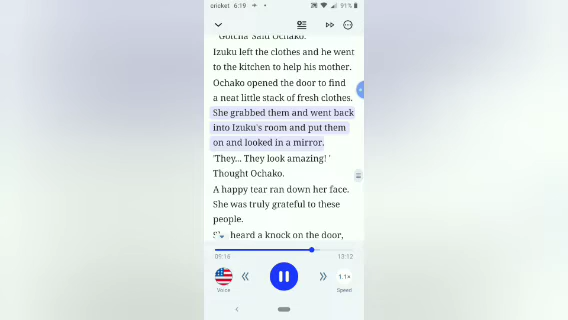 cricket 6:19
91%
"Gotcha" Said Ochako.
Izuku left the clothes and he went
to the kitchen to help his mother.
Ochako opened the door to find
a neat little stack of fresh clothes.
She grabbed them and went back
into Izuku's room and put them
on and looked in a mirror.
'They... They look amazing! '
Thought Ochako.
A happy tear ran down her face.
She was truly grateful to these
people.
heard a knock on the door,
09:16
13:12
1.1×
Voice
Speed